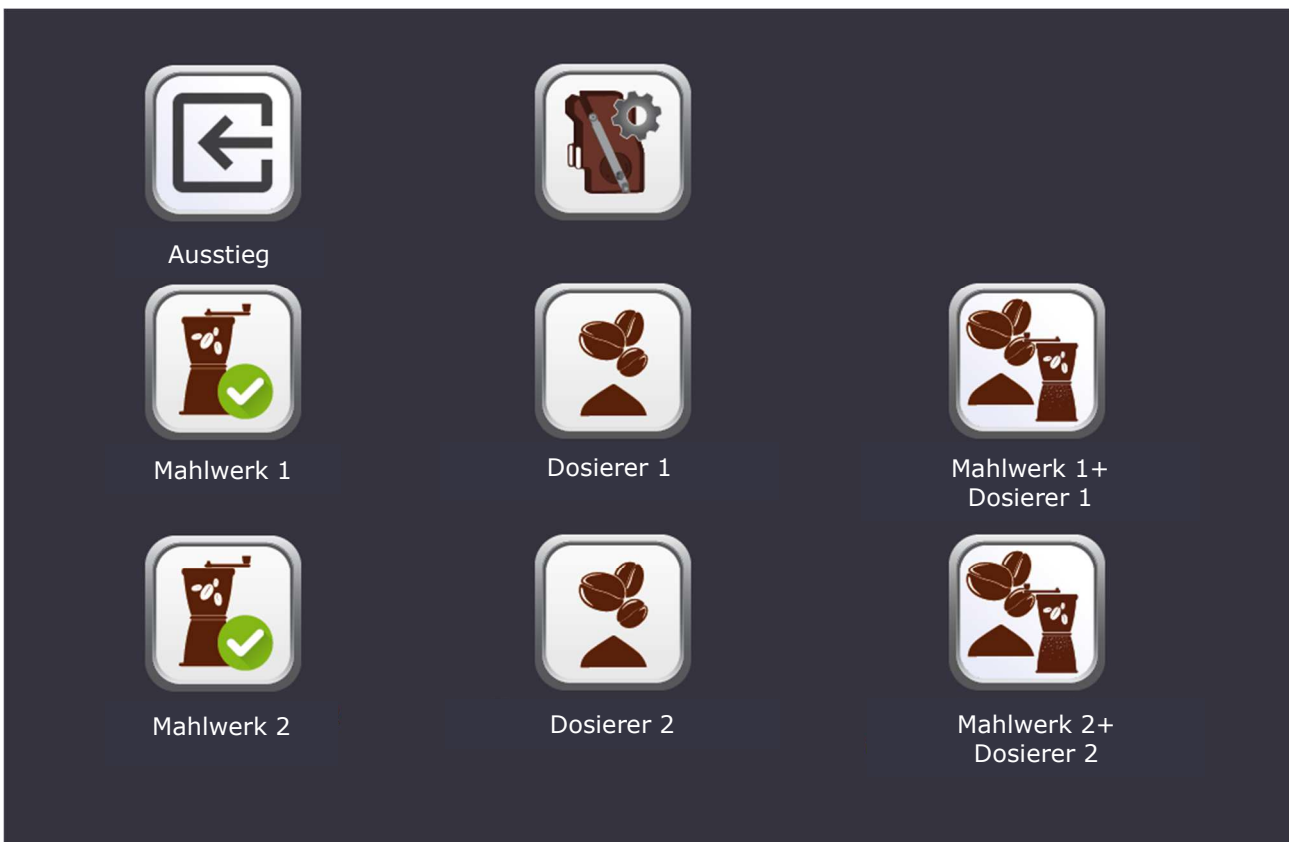 Ausstieg
Mahlwerk 1
Dosierer 1
Mahlwerk 1+
Dosierer 1
Mahlwerk 2
Dosierer 2
Mahlwerk 2+
Dosierer 2